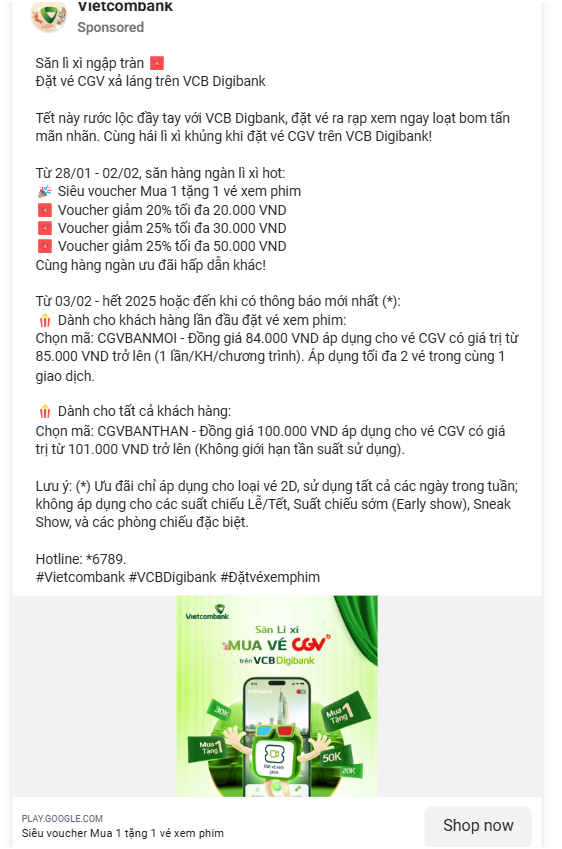 Vietcombank
Sponsored
Săn lì xì ngập tràn
Đặt vé CGV xả láng trên VCB Digibank
Tết này rước lộc đầy tay với VCB Digbank, đặt vé ra rạp xem ngay loạt bom tấn
mãn nhãn. Cùng hái lì xì khủng khi đặt vé CGV trên VCB Digibank!
Từ 28/01 - 02/02, săn hàng ngàn lì xì hot:
Siêu voucher Mua 1 tặng 1 vé xem phim
Voucher giảm 20% tối đa 20.000 VND
Voucher giảm 25% tối đa 30.000 VND
Voucher giảm 25% tối đa 50.000 VND
Cùng hàng ngàn ưu đãi hấp dẫn khác!
Từ 03/02 - hết 2025 hoặc đến khi có thông báo mới nhất (*):
Dành cho khách hàng lần đầu đặt vé xem phim:
Chọn mã: CGVBANMOI - Đồng giá 84.000 VND áp dụng cho vé CGV có giá trị từ
85.000 VND trở lên (1 lần/KH/chương trình). Áp dụng tối đa 2 vé trong cùng 1
giao dịch.
Dành cho tất cả khách hàng:
Chọn mã: CGVBANTHAN - Đồng giá 100.000 VND áp dụng cho vé CGV có giá
trị từ 101.000 VND trở lên (Không giới hạn tần suất sử dụng).
Lưu ý: (*) Ưu đãi chỉ áp dụng cho loại vé 2D, sử dụng tất cả các ngày trong tuần;
không áp dụng cho các suất chiếu Lễ/Tết, Suất chiếu sớm (Early show), Sneak
Show, và các phòng chiếu đặc biệt.
Hotline: *6789.
#Vietcombank #VCBDigibank #Đặtvéxemphim
Vietcombank
Săn Lì xì
MUA VÉ CGV
trên VCB Digibank
30K
Mua 1
Tặng
Mua 1
Tặng
Đặt vé xem
phim
50K
20K
PLAY.GOOGLE.COM
Siêu voucher Mua 1 tặng 1 vé xem phim
Shop now